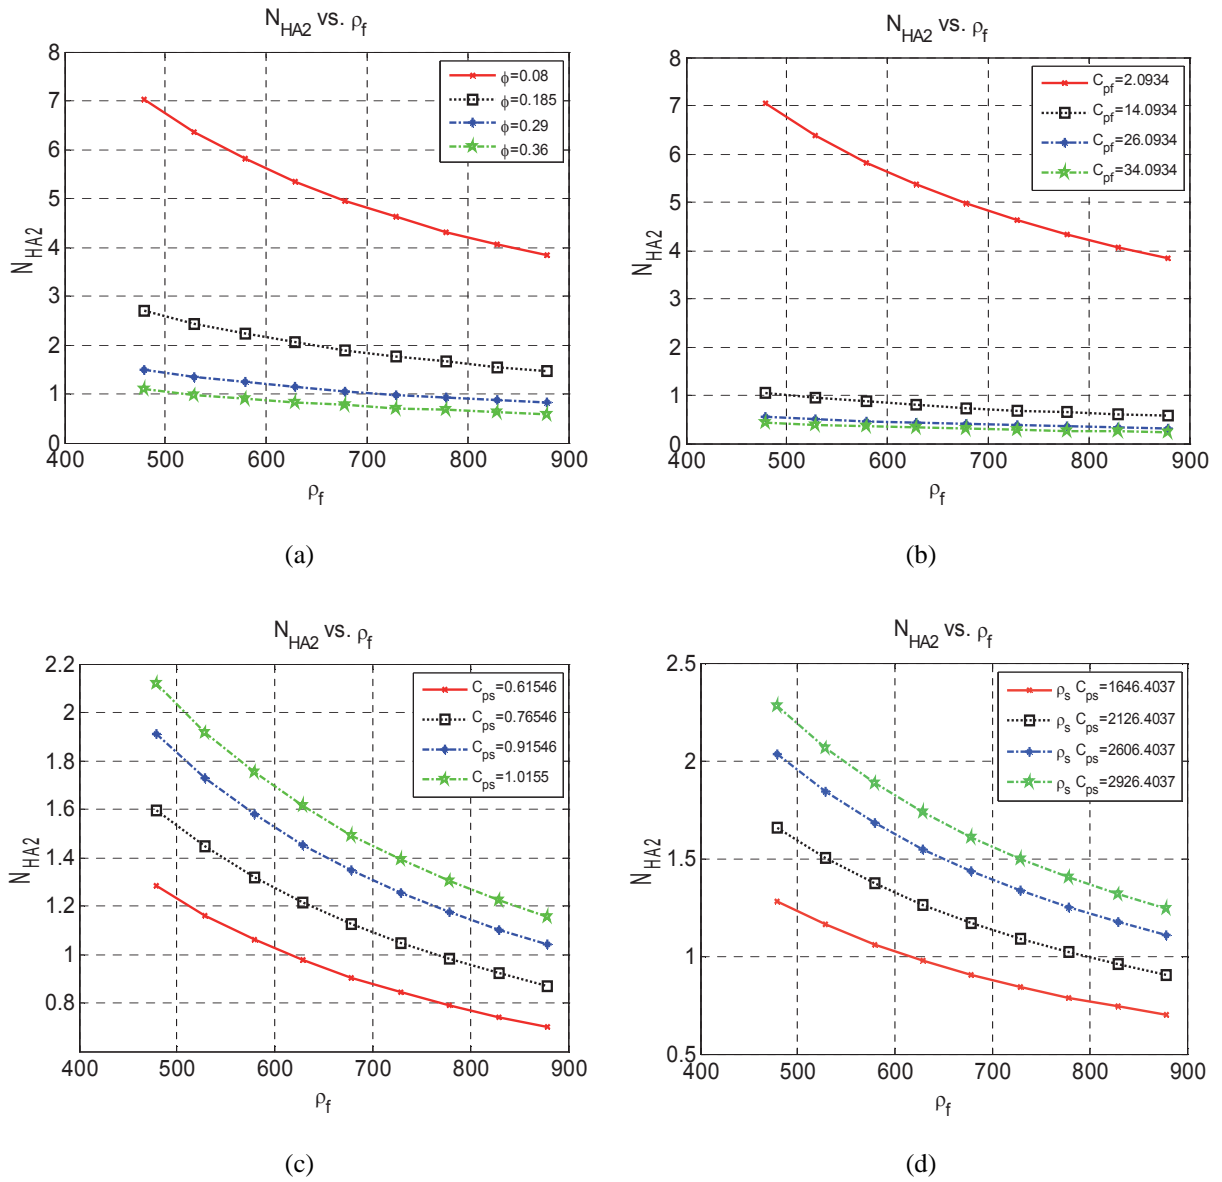 N_HA2 vs. ρ_f
8
7
6
5
4
3
2
1
0
N_HA2
400 500 600 700 800 900
ρ_f
ϕ=0.08
ϕ=0.185
ϕ=0.29
ϕ=0.36
(a)
N_HA2 vs. ρ_f
8
7
6
5
4
3
2
1
0
N_HA2
400 500 600 700 800 900
ρ_f
C_pf=2.0934
C_pf=14.0934
C_pf=26.0934
C_pf=34.0934
(b)
N_HA2 vs. ρ_f
2.2
2
1.8
1.6
1.4
1.2
1
0.8
N_HA2
400 500 600 700 800 900
ρ_f
C_ps=0.61546
C_ps=0.76546
C_ps=0.91546
C_ps=1.0155
(c)
N_HA2 vs. ρ_f
2.5
2
1.5
1
0.5
N_HA2
400 500 600 700 800 900
ρ_f
ρ_s C_ps=1646.4037
ρ_s C_ps=2126.4037
ρ_s C_ps=2606.4037
ρ_s C_ps=2926.4037
(d)